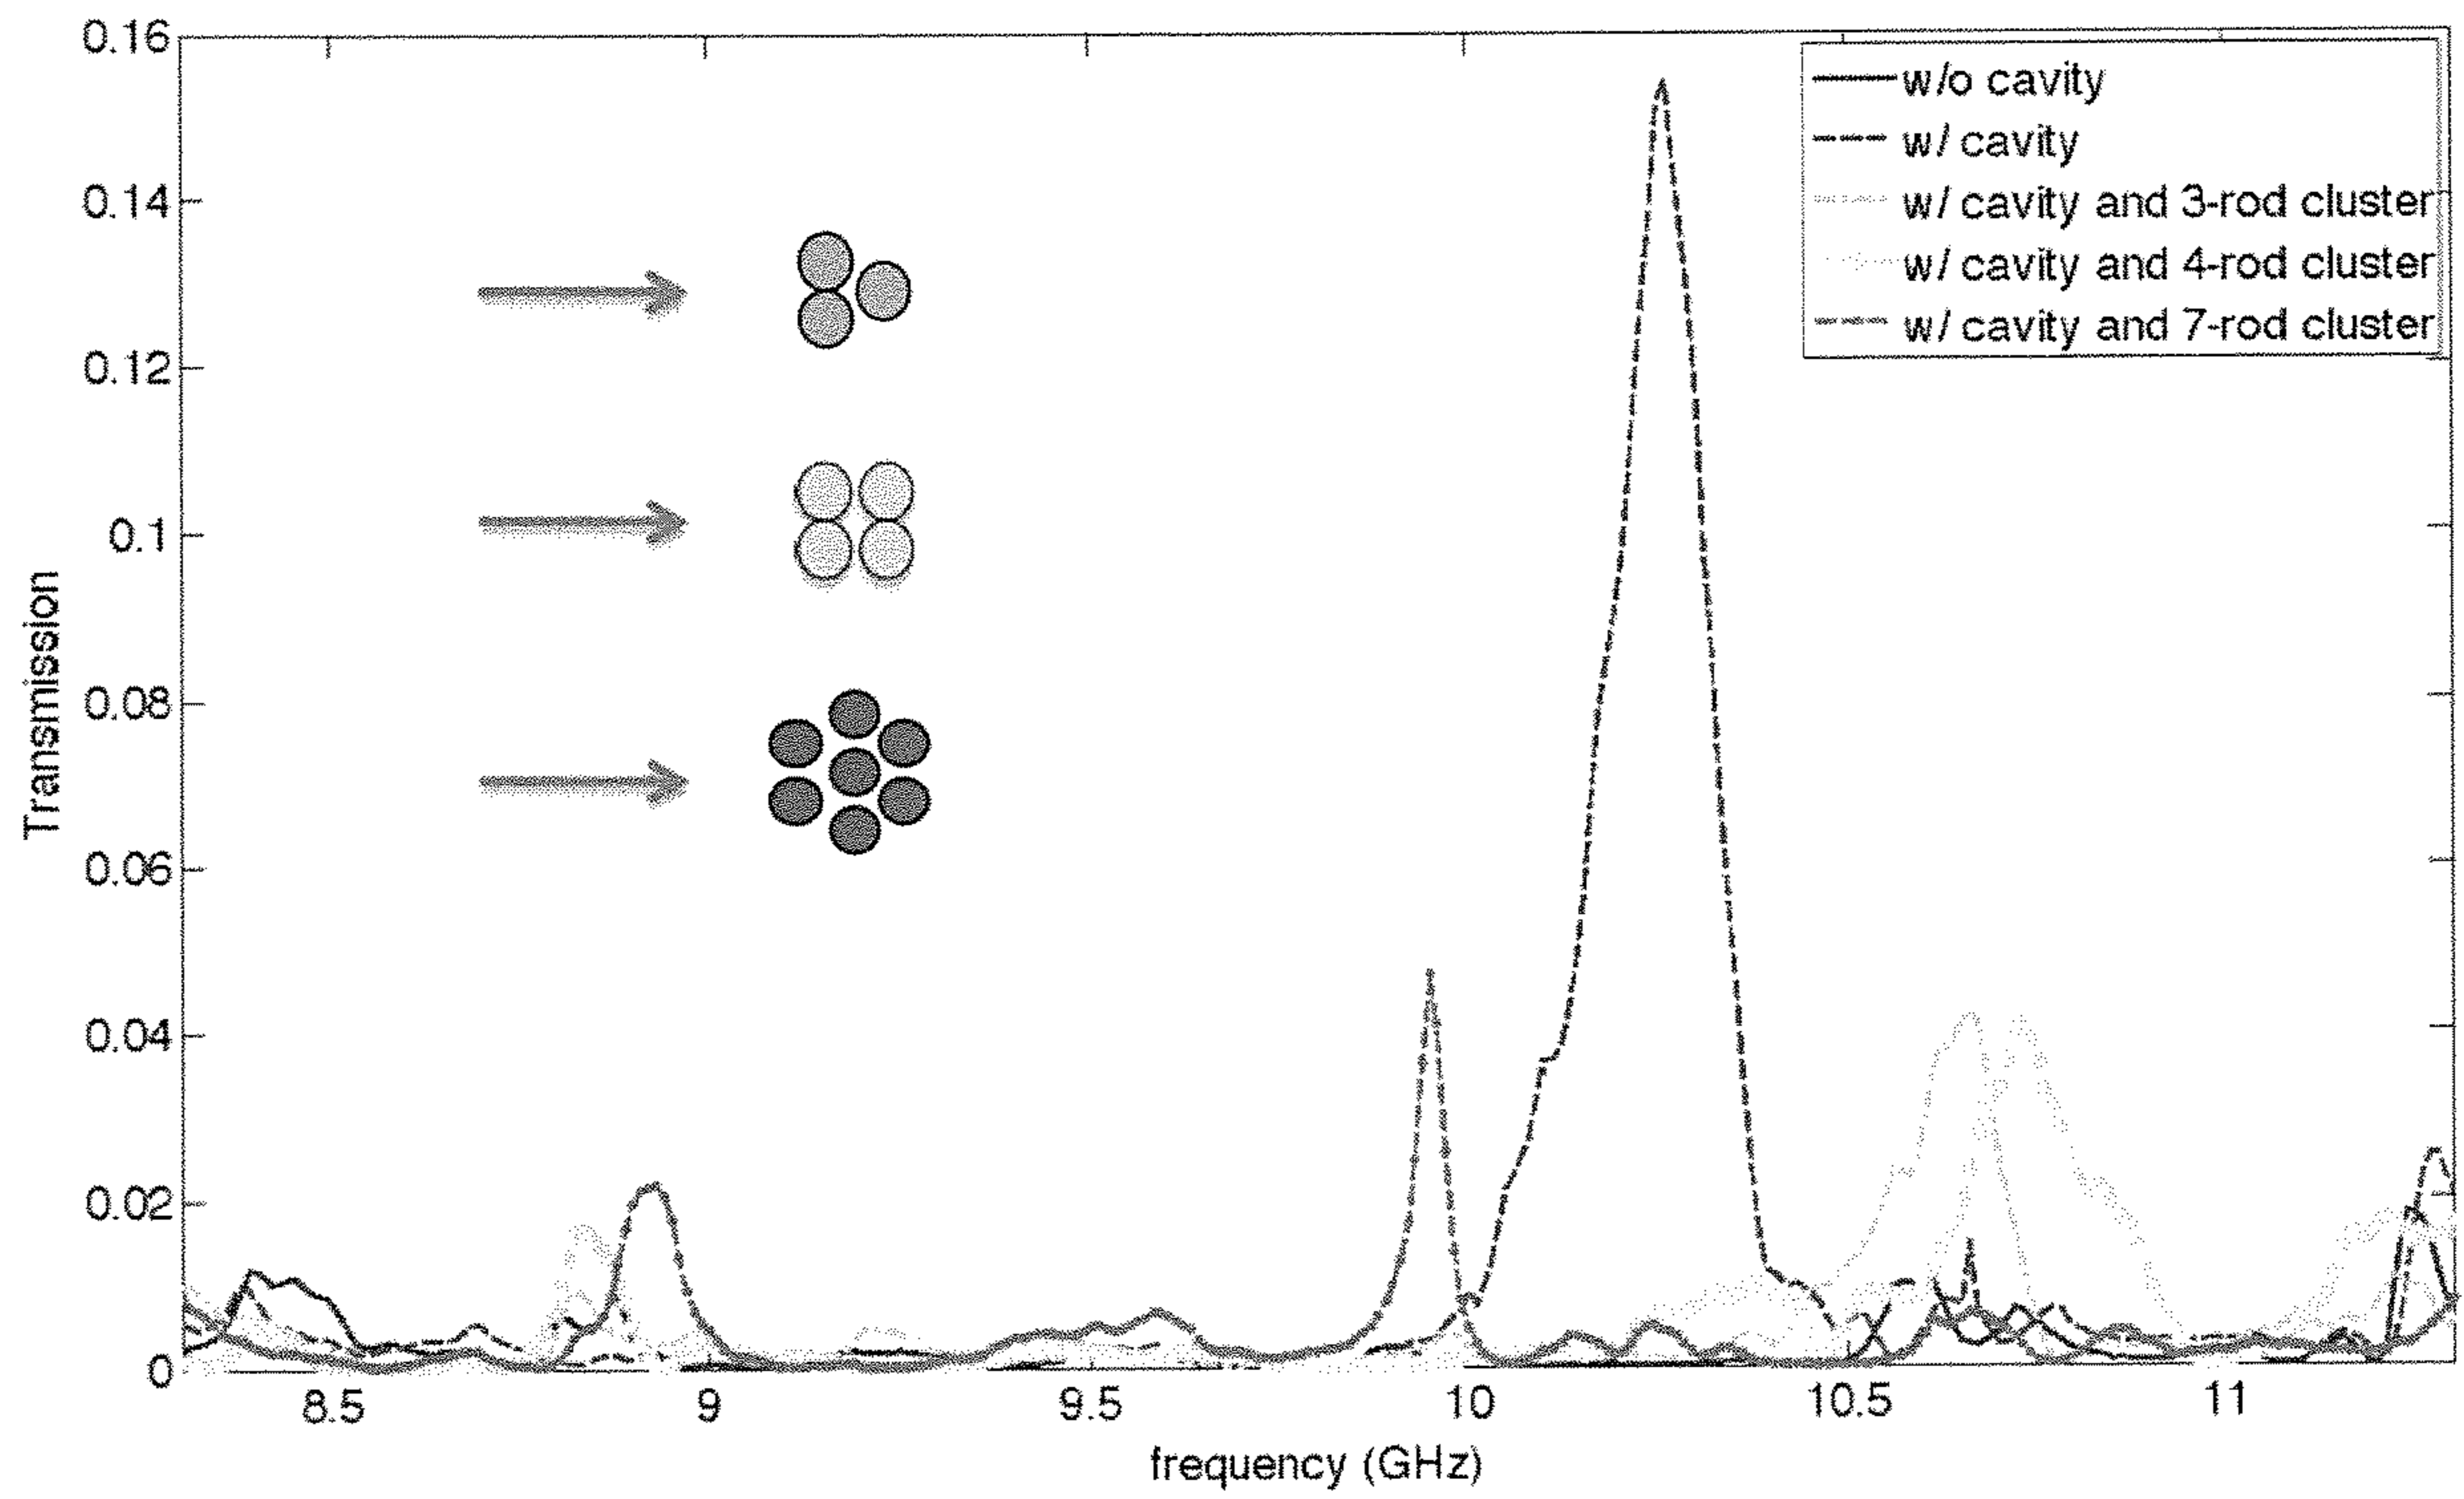 0.16
0.14
0.12
0.1
0.08
0.06
0.04
0.02
0
Transmission
w/o cavity
w/ cavity
w/ cavity and 3-rod cluster
w/ cavity and 4-rod cluster
w/ cavity and 7-rod cluster
8.5 9 9.5 10 10.5 11
frequency (GHz)